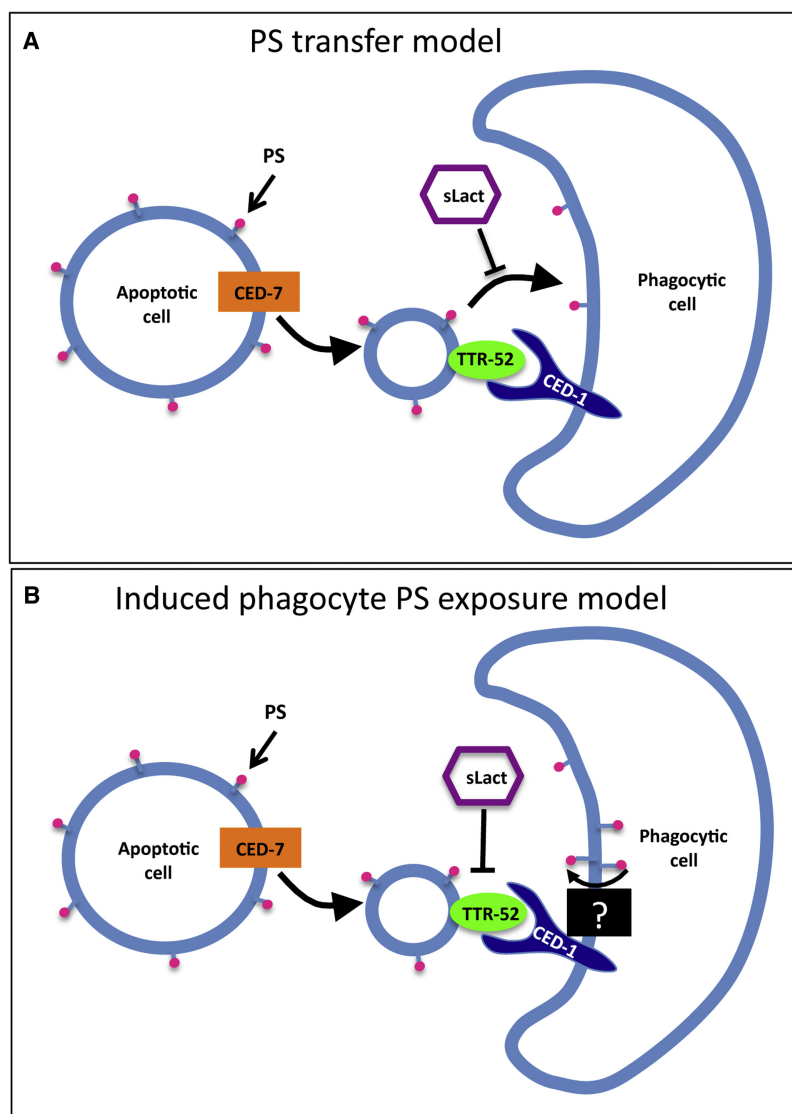 A
PS transfer model
PS
sLact
Apoptotic
cell
CED-7
Phagocytic
cell
TTR-52
CED-1
B
Induced phagocyte PS exposure model
PS
sLact
Apoptotic
cell
CED-7
Phagocytic
cell
TTR-52
?
CED-1